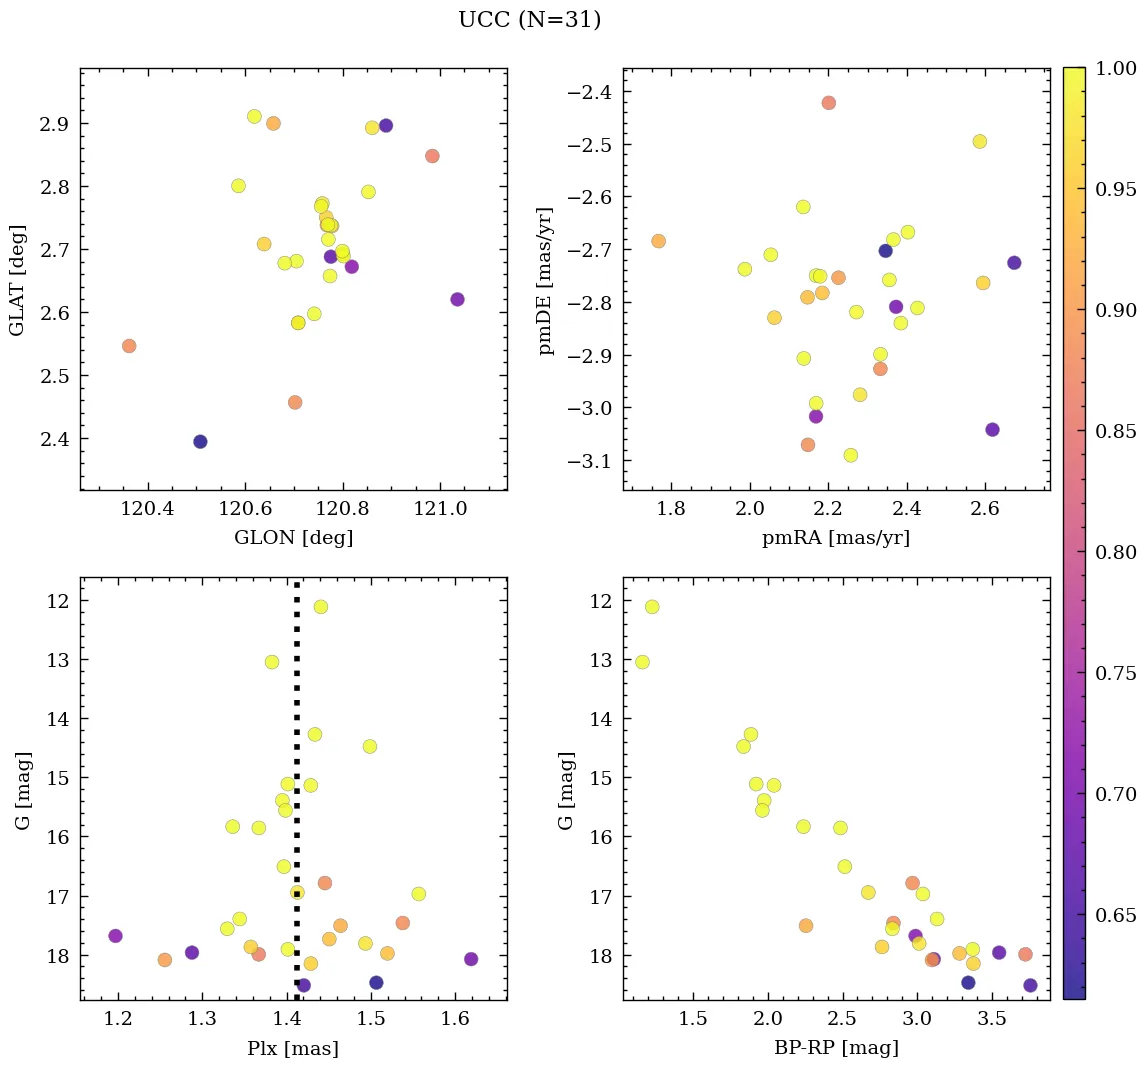 UCC (N=31)
2.9
2.8
2.7
2.6
2.5
2.4
GLAT [deg]
120.4 120.6 120.8 121.0
GLON [deg]
−2.4
−2.5
−2.6
−2.7
−2.8
−2.9
−3.0
−3.1
pmDE [mas/yr]
1.8 2.0 2.2 2.4 2.6
pmRA [mas/yr]
12
13
14
15
16
17
18
G [mag]
1.2 1.3 1.4 1.5 1.6
Plx [mas]
12
13
14
15
16
17
18
G [mag]
1.5 2.0 2.5 3.0 3.5
BP-RP [mag]
1.00
0.95
0.90
0.85
0.80
0.75
0.70
0.65